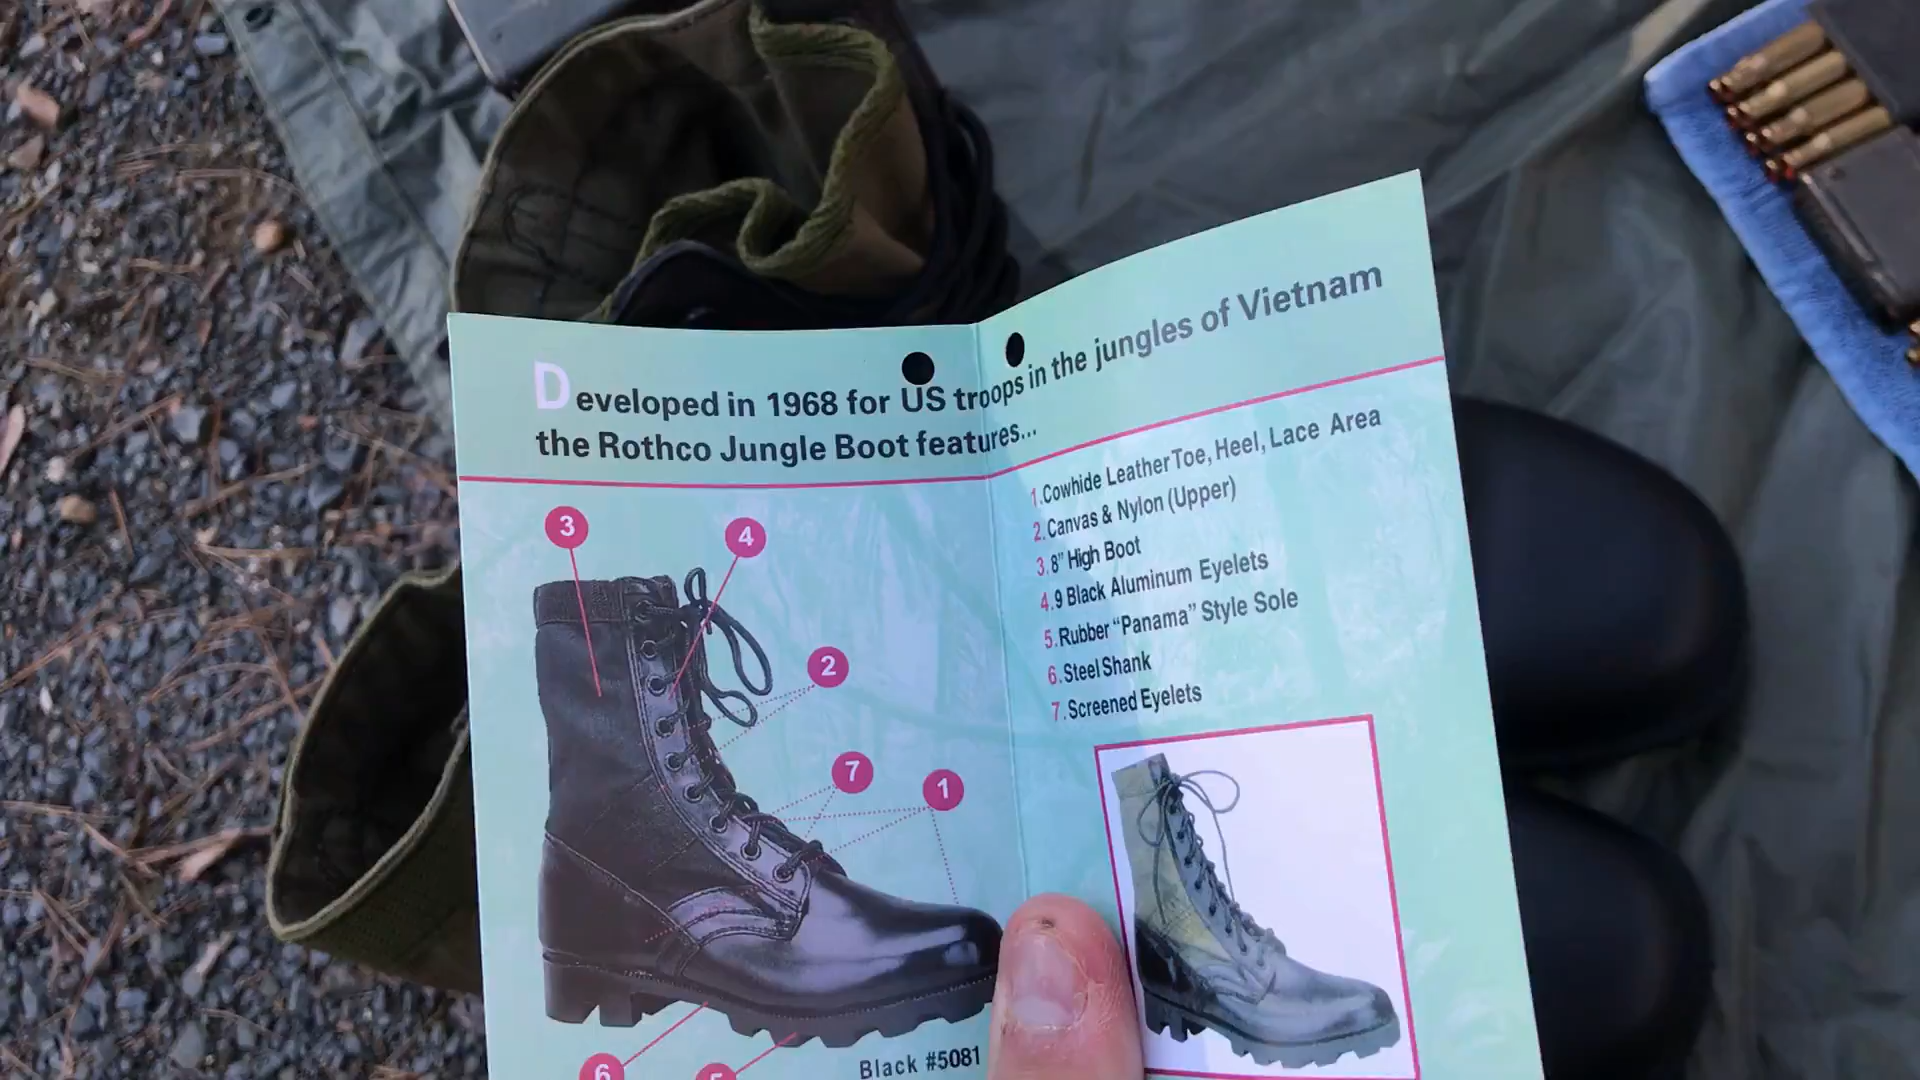 Developed in 1968 for US troops in the jungles of Vietnam
the Rothco Jungle Boot features...
1.Cowhide Leather Toe, Heel, Lace Area
2.Canvas & Nylon (Upper)
3.8" High Boot
4.9 Black Aluminum Eyelets
5.Rubber "Panama" Style Sole
6.Steel Shank
7.Screened Eyelets
3
4
2
7
1
6
5
Black #5081